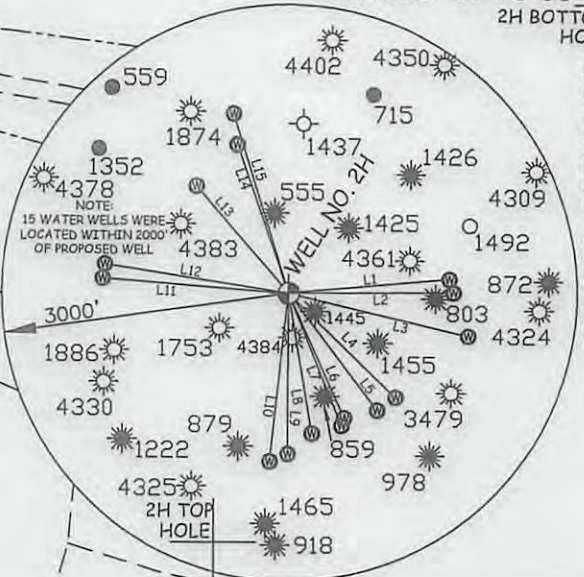 2H BOTTO
HO
4402
4350
559
715
1874
1437
1352
1426
4378
L15
L14
4309
NOTE:
15 WATER WELLS WERE
LOCATED WITHIN 2000'
OF PROPOSED WELL
L13
555
WELL NO. 2H
1425
1492
4383
4361
L12
L11
L1
L2
872
803
3000'
1445
L3
4324
1753
4384
L4
1455
1886
4330
L7
L6
L5
3479
L10
L9
L8
1222
879
859
978
4325
2H TOP
HOLE
1465
918